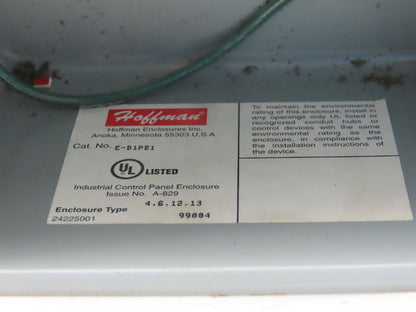 Hoffman
Hoffman Enclosures Inc.
Anoka, Minnesota 55303 U.S.A.
Cat. No. E-D1PB1
UL LISTED
Industrial Control Panel Enclosure
Issue No. A-829
Enclosure Type 4.6.12.13
24225001 99004
To maintain the environmental
rating of this enclosure, install in
any openings only UL listed or
recognized conduit hubs or
control devices with the same
environmental rating as the
enclosure, in compliance with
the installation instructions of
the device.